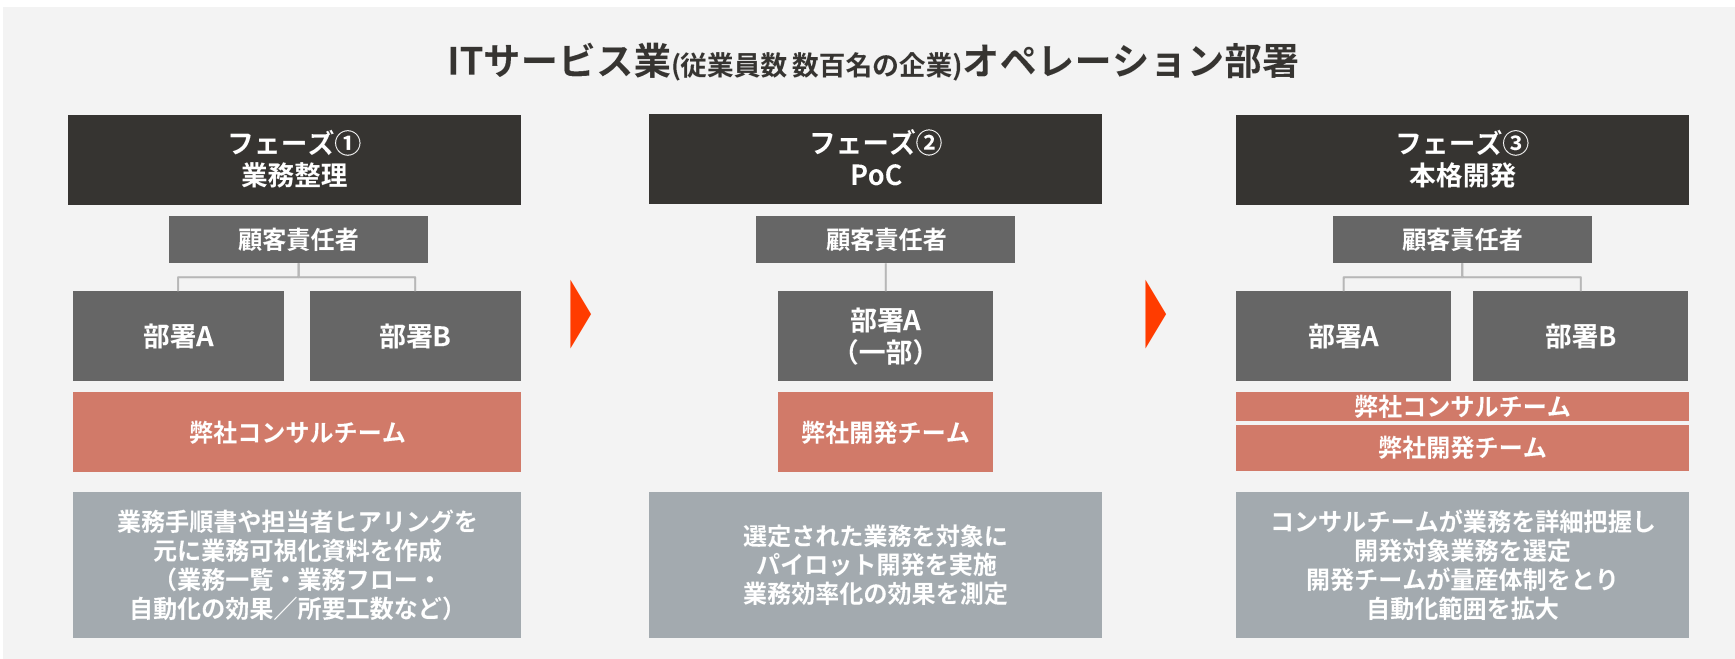 ITサービス業(従業員数 数百名の企業)オペレーション部署
フェーズ①
業務整理
顧客責任者
部署A
部署B
弊社コンサルチーム
業務手順書や担当者ヒアリングを
元に業務可視化資料を作成
（業務一覧・業務フロー・
自動化の効果／所要工数など）
フェーズ②
PoC
顧客責任者
部署A
（一部）
弊社開発チーム
選定された業務を対象に
パイロット開発を実施
業務効率化の効果を測定
フェーズ③
本格開発
顧客責任者
部署A
部署B
弊社コンサルチーム
弊社開発チーム
コンサルチームが業務を詳細把握し
開発対象業務を選定
開発チームが量産体制をとり
自動化範囲を拡大